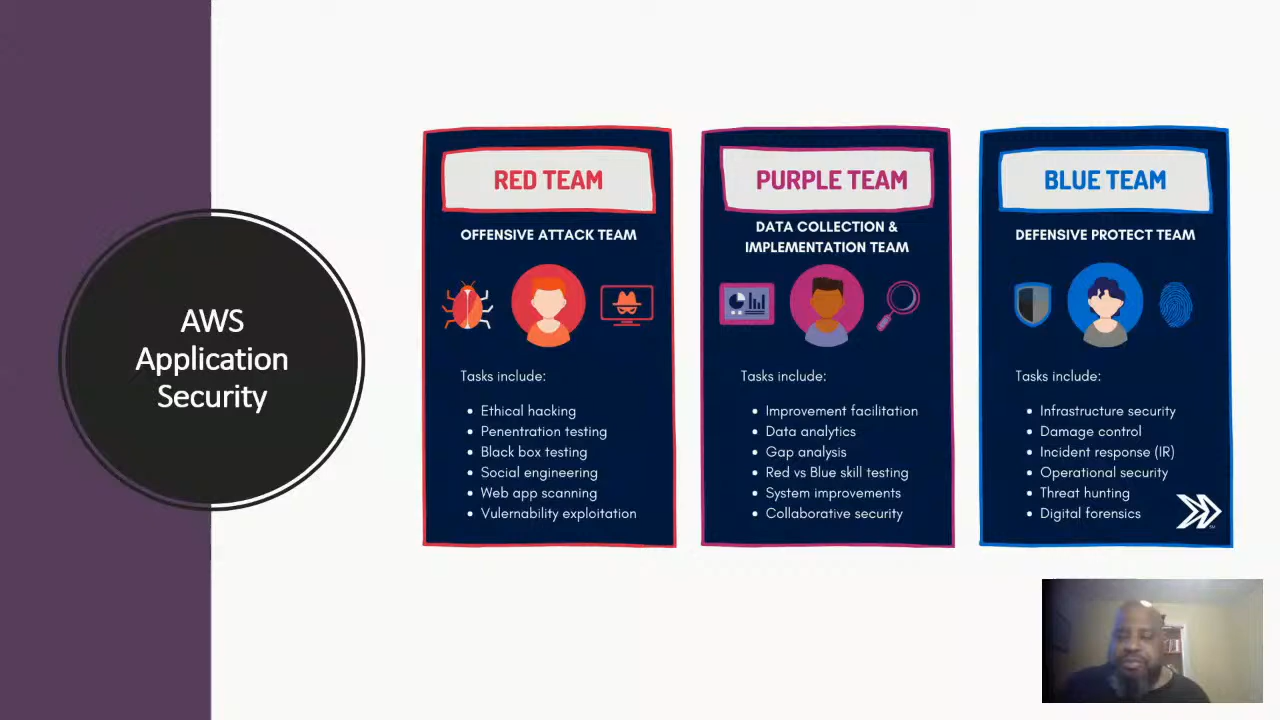 AWS
Application
Security
RED TEAM
OFFENSIVE ATTACK TEAM
Tasks include:
Ethical hacking
Penentration testing
Black box testing
Social engineering
Web app scanning
Vulernability exploitation
PURPLE TEAM
DATA COLLECTION &
IMPLEMENTATION TEAM
Tasks include:
Improvement facilitation
Data analytics
Gap analysis
Red vs Blue skill testing
System improvements
Collaborative security
BLUE TEAM
DEFENSIVE PROTECT TEAM
Tasks include:
Infrastructure security
Damage control
Incident response (IR)
Operational security
Threat hunting
Digital forensics